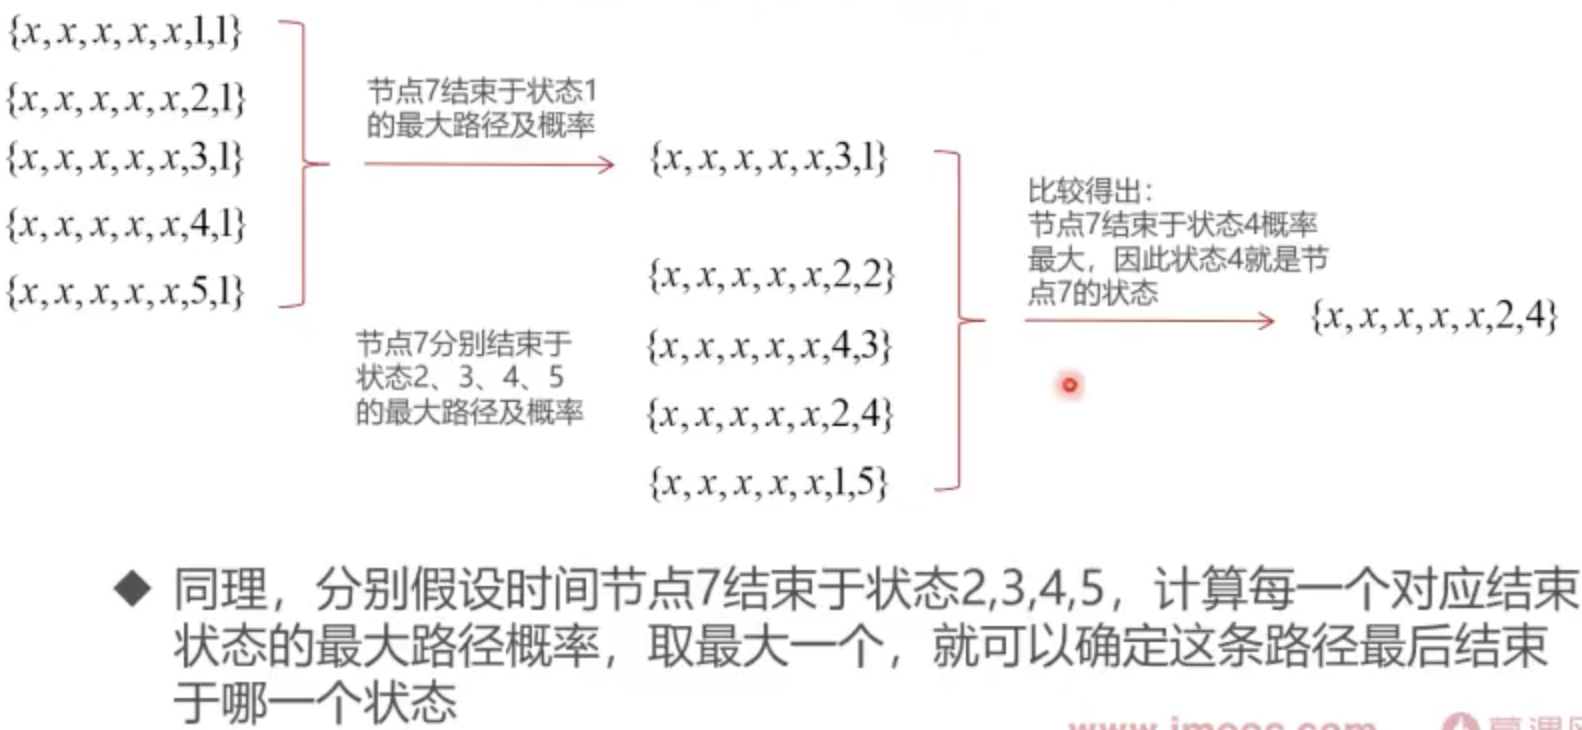 {x,x,x,x,x,1,1}
{x,x,x,x,x,2,1}
{x,x,x,x,x,3,1}
{x,x,x,x,x,4,1}
{x,x,x,x,x,5,1}
节点7结束于状态1
的最大路径及概率
节点7分别结束于
状态2、3、4、5
的最大路径及概率
{x,x,x,x,x,3,1}
{x,x,x,x,x,2,2}
{x,x,x,x,x,4,3}
{x,x,x,x,x,2,4}
{x,x,x,x,x,1,5}
比较得出：
节点7结束于状态4概率
最大，因此状态4就是节
点7的状态
{x,x,x,x,x,2,4}
◆ 同理，分别假设时间节点7结束于状态2,3,4,5，计算每一个对应结束
状态的最大路径概率，取最大一个，就可以确定这条路径最后结束
于哪一个状态
www.imooc.com